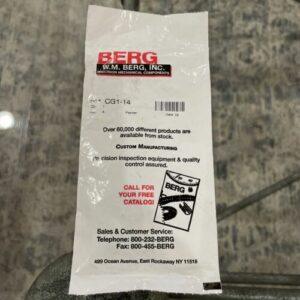 BERG
W.M. BERG, INC.
PRECISION MECHANICAL COMPONENTS
CG1-14
Over 60,000 different products are
available from stock.
CUSTOM MANUFACTURING
Precision inspection equipment & quality
control assured.
CALL FOR
YOUR FREE
CATALOG!
BERG
Sales & Customer Service:
Telephone: 800-232-BERG
Fax: 800-455-BERG
499 Ocean Avenue, East Rockaway NY 11518